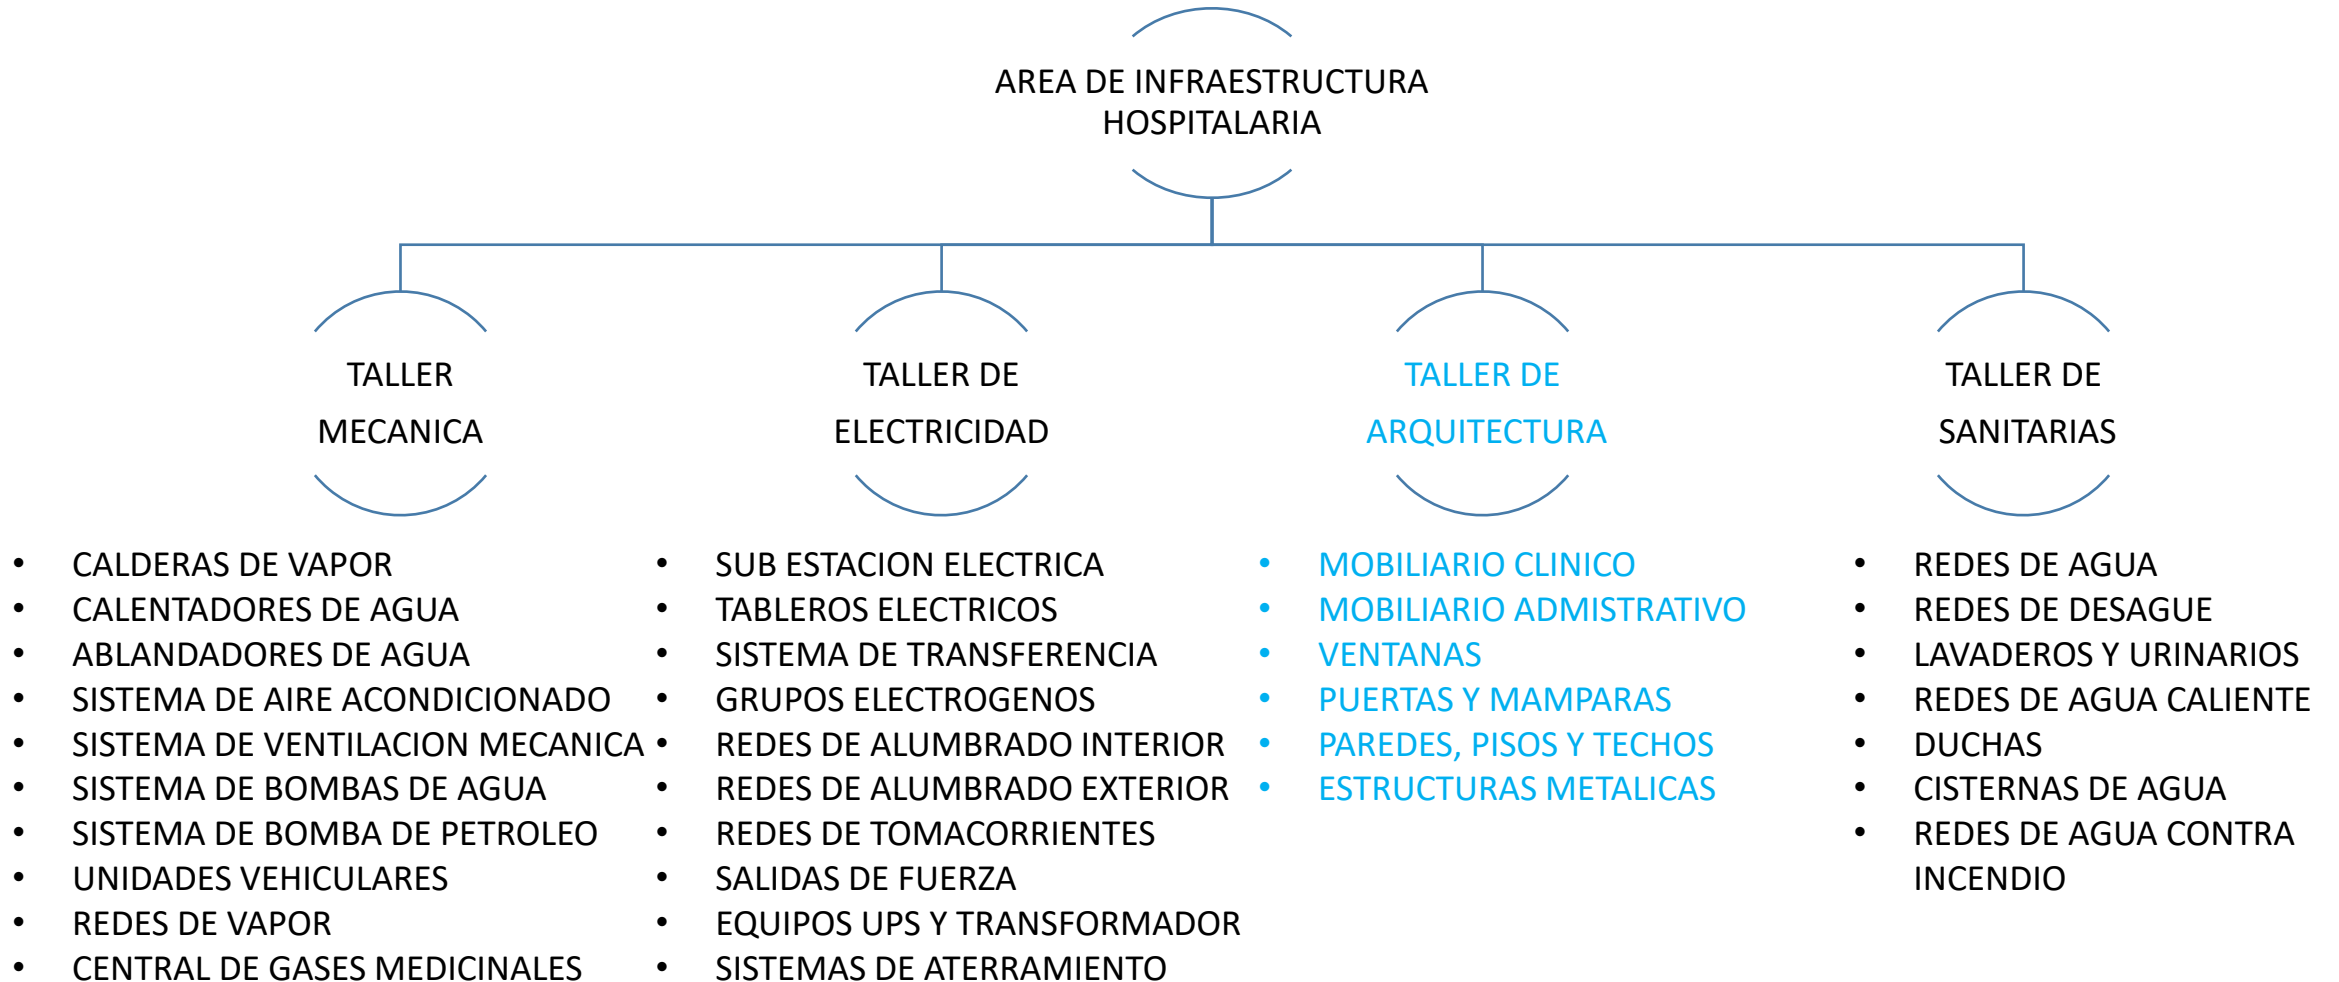 AREA DE INFRAESTRUCTURA
HOSPITALARIA
TALLER
MECANICA
• CALDERAS DE VAPOR
• CALENTADORES DE AGUA
• ABLANDADORES DE AGUA
• SISTEMA DE AIRE ACONDICIONADO
• SISTEMA DE VENTILACION MECANICA
• SISTEMA DE BOMBAS DE AGUA
• SISTEMA DE BOMBA DE PETROLEO
• UNIDADES VEHICULARES
• REDES DE VAPOR
• CENTRAL DE GASES MEDICINALES
TALLER DE
ELECTRICIDAD
• SUB ESTACION ELECTRICA
• TABLEROS ELECTRICOS
• SISTEMA DE TRANSFERENCIA
• GRUPOS ELECTROGENOS
• REDES DE ALUMBRADO INTERIOR
• REDES DE ALUMBRADO EXTERIOR
• REDES DE TOMACORRIENTES
• SALIDAS DE FUERZA
• EQUIPOS UPS Y TRANSFORMADOR
• SISTEMAS DE ATERRAMIENTO
TALLER DE
ARQUITECTURA
• MOBILIARIO CLINICO
• MOBILIARIO ADMISTRATIVO
• VENTANAS
• PUERTAS Y MAMPARAS
• PAREDES, PISOS Y TECHOS
• ESTRUCTURAS METALICAS
TALLER DE
SANITARIAS
• REDES DE AGUA
• REDES DE DESAGUE
• LAVADEROS Y URINARIOS
• REDES DE AGUA CALIENTE
• DUCHAS
• CISTERNAS DE AGUA
• REDES DE AGUA CONTRA
INCENDIO